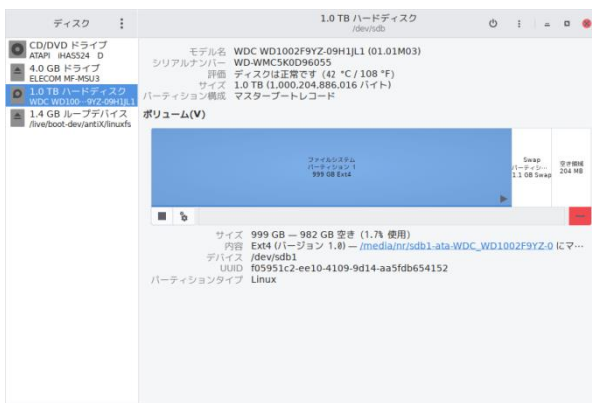 ディスク
1.0 TB ハードディスク
/dev/sdb
CD/DVD ドライブ
ATAPI iHAS524 D
4.0 GB ドライブ
ELECOM MF-MSU3
1.0 TB ハードディスク
WDC WD100…9YZ-09H1JL1
1.4 GB ループデバイス
/live/boot-dev/antiX/linuxfs
モデル名 WDC WD1002F9YZ-09H1JL1 (01.01M03)
シリアルナンバー WD-WMC5K0D96055
評価 ディスクは正常です (42 °C / 108 °F)
サイズ 1.0 TB (1,000,204,886,016 バイト)
パーティション構成 マスターブートレコード
ボリューム(V)
ファイルシステム
パーティション 1
999 GB Ext4
Swap
パーティシ…
1.1 GB Swap
空き領域
204 MB
サイズ 999 GB — 982 GB 空き (1.7% 使用)
内容 Ext4 (バージョン 1.0) — /media/nr/sdb1-ata-WDC_WD1002F9YZ-0 にマ…
デバイス /dev/sdb1
UUID f05951c2-ee10-4109-9d14-aa5fdb654152
パーティションタイプ Linux